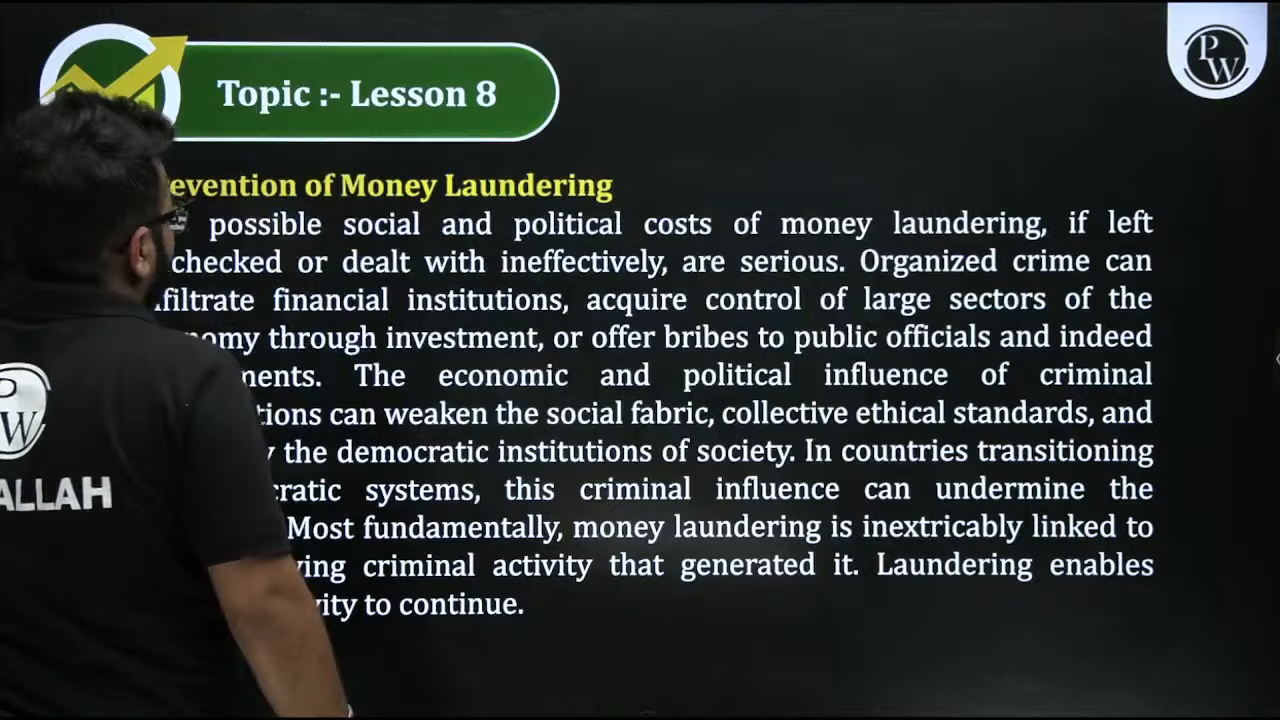 Topic :- Lesson 8
PW
evention of Money Laundering
possible social and political costs of money laundering, if left
checked or dealt with ineffectively, are serious. Organized crime can
filtrate financial institutions, acquire control of large sectors of the
nomy through investment, or offer bribes to public officials and indeed
ments. The economic and political influence of criminal
tions can weaken the social fabric, collective ethical standards, and
y the democratic institutions of society. In countries transitioning
cratic systems, this criminal influence can undermine the
Most fundamentally, money laundering is inextricably linked to
ying criminal activity that generated it. Laundering enables
vity to continue.
PW
ALLAH